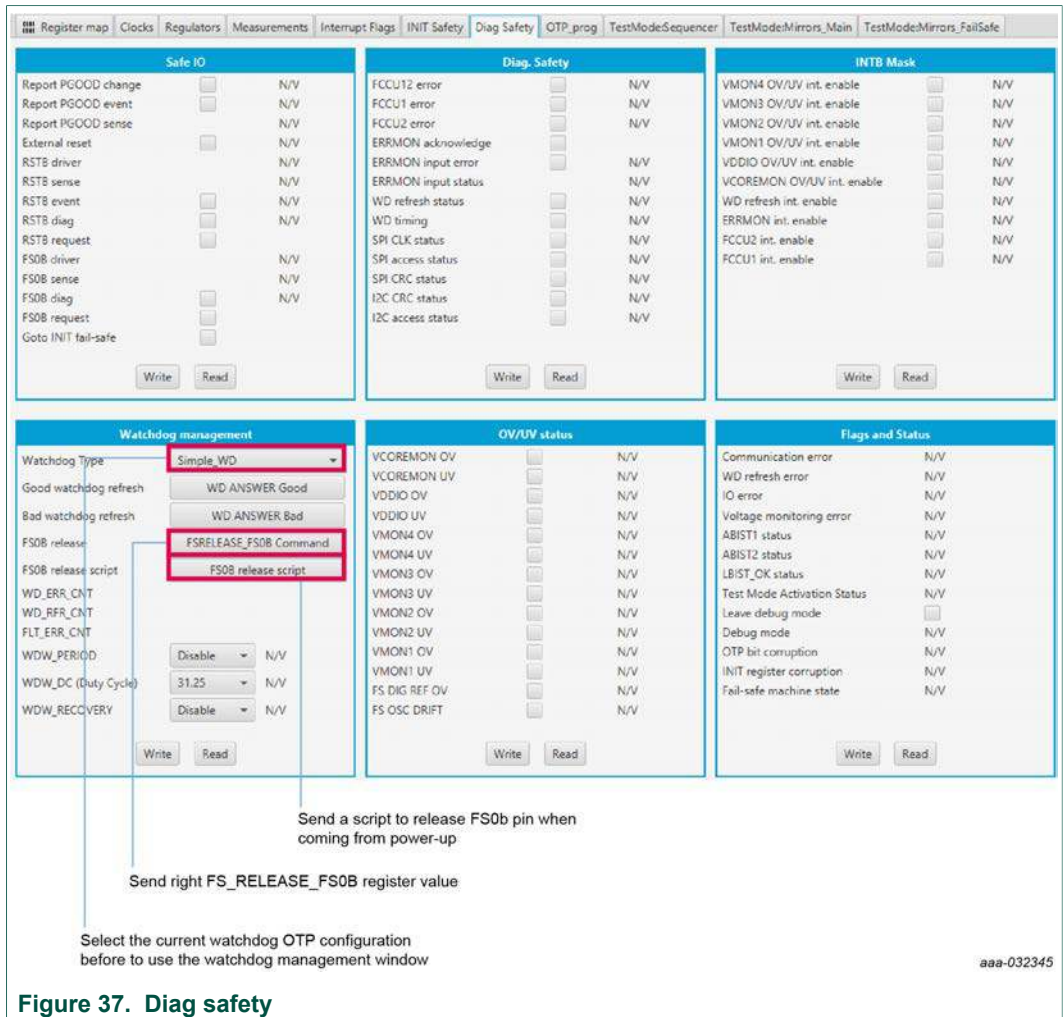 Register map Clocks Regulators Measurements Interrupt Flags INIT Safety Diag Safety OTP_prog TestMode:Sequencer TestMode:Mirrors_Main TestMode:Mirrors_FailSafe
Safe IO
Report PGOOD change N/V
Report PGOOD event N/V
Report PGOOD sense N/V
External reset N/V
RSTB driver N/V
RSTB sense N/V
RSTB event N/V
RSTB diag N/V
RSTB request
FS0B driver N/V
FS0B sense N/V
FS0B diag N/V
FS0B request
Goto INIT fail-safe
Write Read
Diag. Safety
FCCU12 error N/V
FCCU1 error N/V
FCCU2 error N/V
ERRMON acknowledge
ERRMON input error N/V
ERRMON input status N/V
WD refresh status N/V
WD timing N/V
SPI CLK status N/V
SPI access status N/V
SPI CRC status N/V
I2C CRC status N/V
I2C access status N/V
Write Read
INTB Mask
VMON4 OV/UV int. enable N/V
VMON3 OV/UV int. enable N/V
VMON2 OV/UV int. enable N/V
VMON1 OV/UV int. enable N/V
VDDIO OV/UV int. enable N/V
VCOREMON OV/UV int. enable N/V
WD refresh int. enable N/V
ERRMON int. enable N/V
FCCU2 int. enable N/V
FCCU1 int. enable N/V
Write Read
Watchdog management
Watchdog Type Simple_WD
Good watchdog refresh WD ANSWER Good
Bad watchdog refresh WD ANSWER Bad
FS0B release FSRELEASE_FS0B Command
FS0B release script FS0B release script
WD_ERR_CNT
WD_RFR_CNT
FLT_ERR_CNT
WDW_PERIOD Disable N/V
WDW_DC (Duty Cycle) 31.25 N/V
WDW_RECOVERY Disable N/V
Write Read
OV/UV status
VCOREMON OV N/V
VCOREMON UV N/V
VDDIO OV N/V
VDDIO UV N/V
VMON4 OV N/V
VMON4 UV N/V
VMON3 OV N/V
VMON3 UV N/V
VMON2 OV N/V
VMON2 UV N/V
VMON1 OV N/V
VMON1 UV N/V
FS DIG REF OV N/V
FS OSC DRIFT N/V
Write Read
Flags and Status
Communication error N/V
WD refresh error N/V
IO error N/V
Voltage monitoring error N/V
ABIST1 status N/V
ABIST2 status N/V
LBIST_OK status N/V
Test Mode Activation Status N/V
Leave debug mode
Debug mode N/V
OTP bit corruption N/V
INIT register corruption N/V
Fail-safe machine state N/V
Write Read
Send a script to release FS0b pin when
coming from power-up
Send right FS_RELEASE_FS0B register value
Select the current watchdog OTP configuration
before to use the watchdog management window
aaa-032345
Figure 37. Diag safety